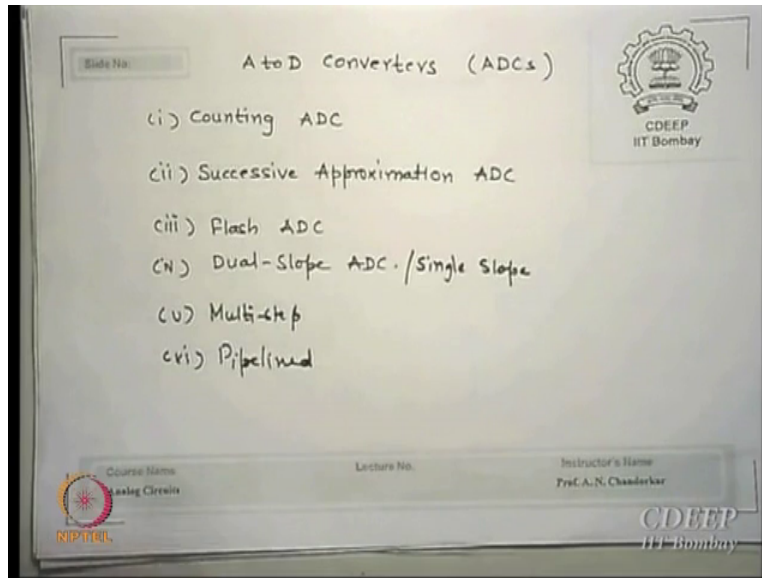 Slide No:
A to D Converters (ADCs)
CDEEP
IIT Bombay
(i) Counting ADC
(ii) Successive Approximation ADC
(iii) Flash ADC
(iv) Dual-Slope ADC. / Single Slope
(v) Multi-step
(vi) Pipelined
Course Name
Analog Circuits
Lecture No.
Instructor's Name
Prof. A. N. Chandorkar
NPTEL
CDEEP
IIT Bombay